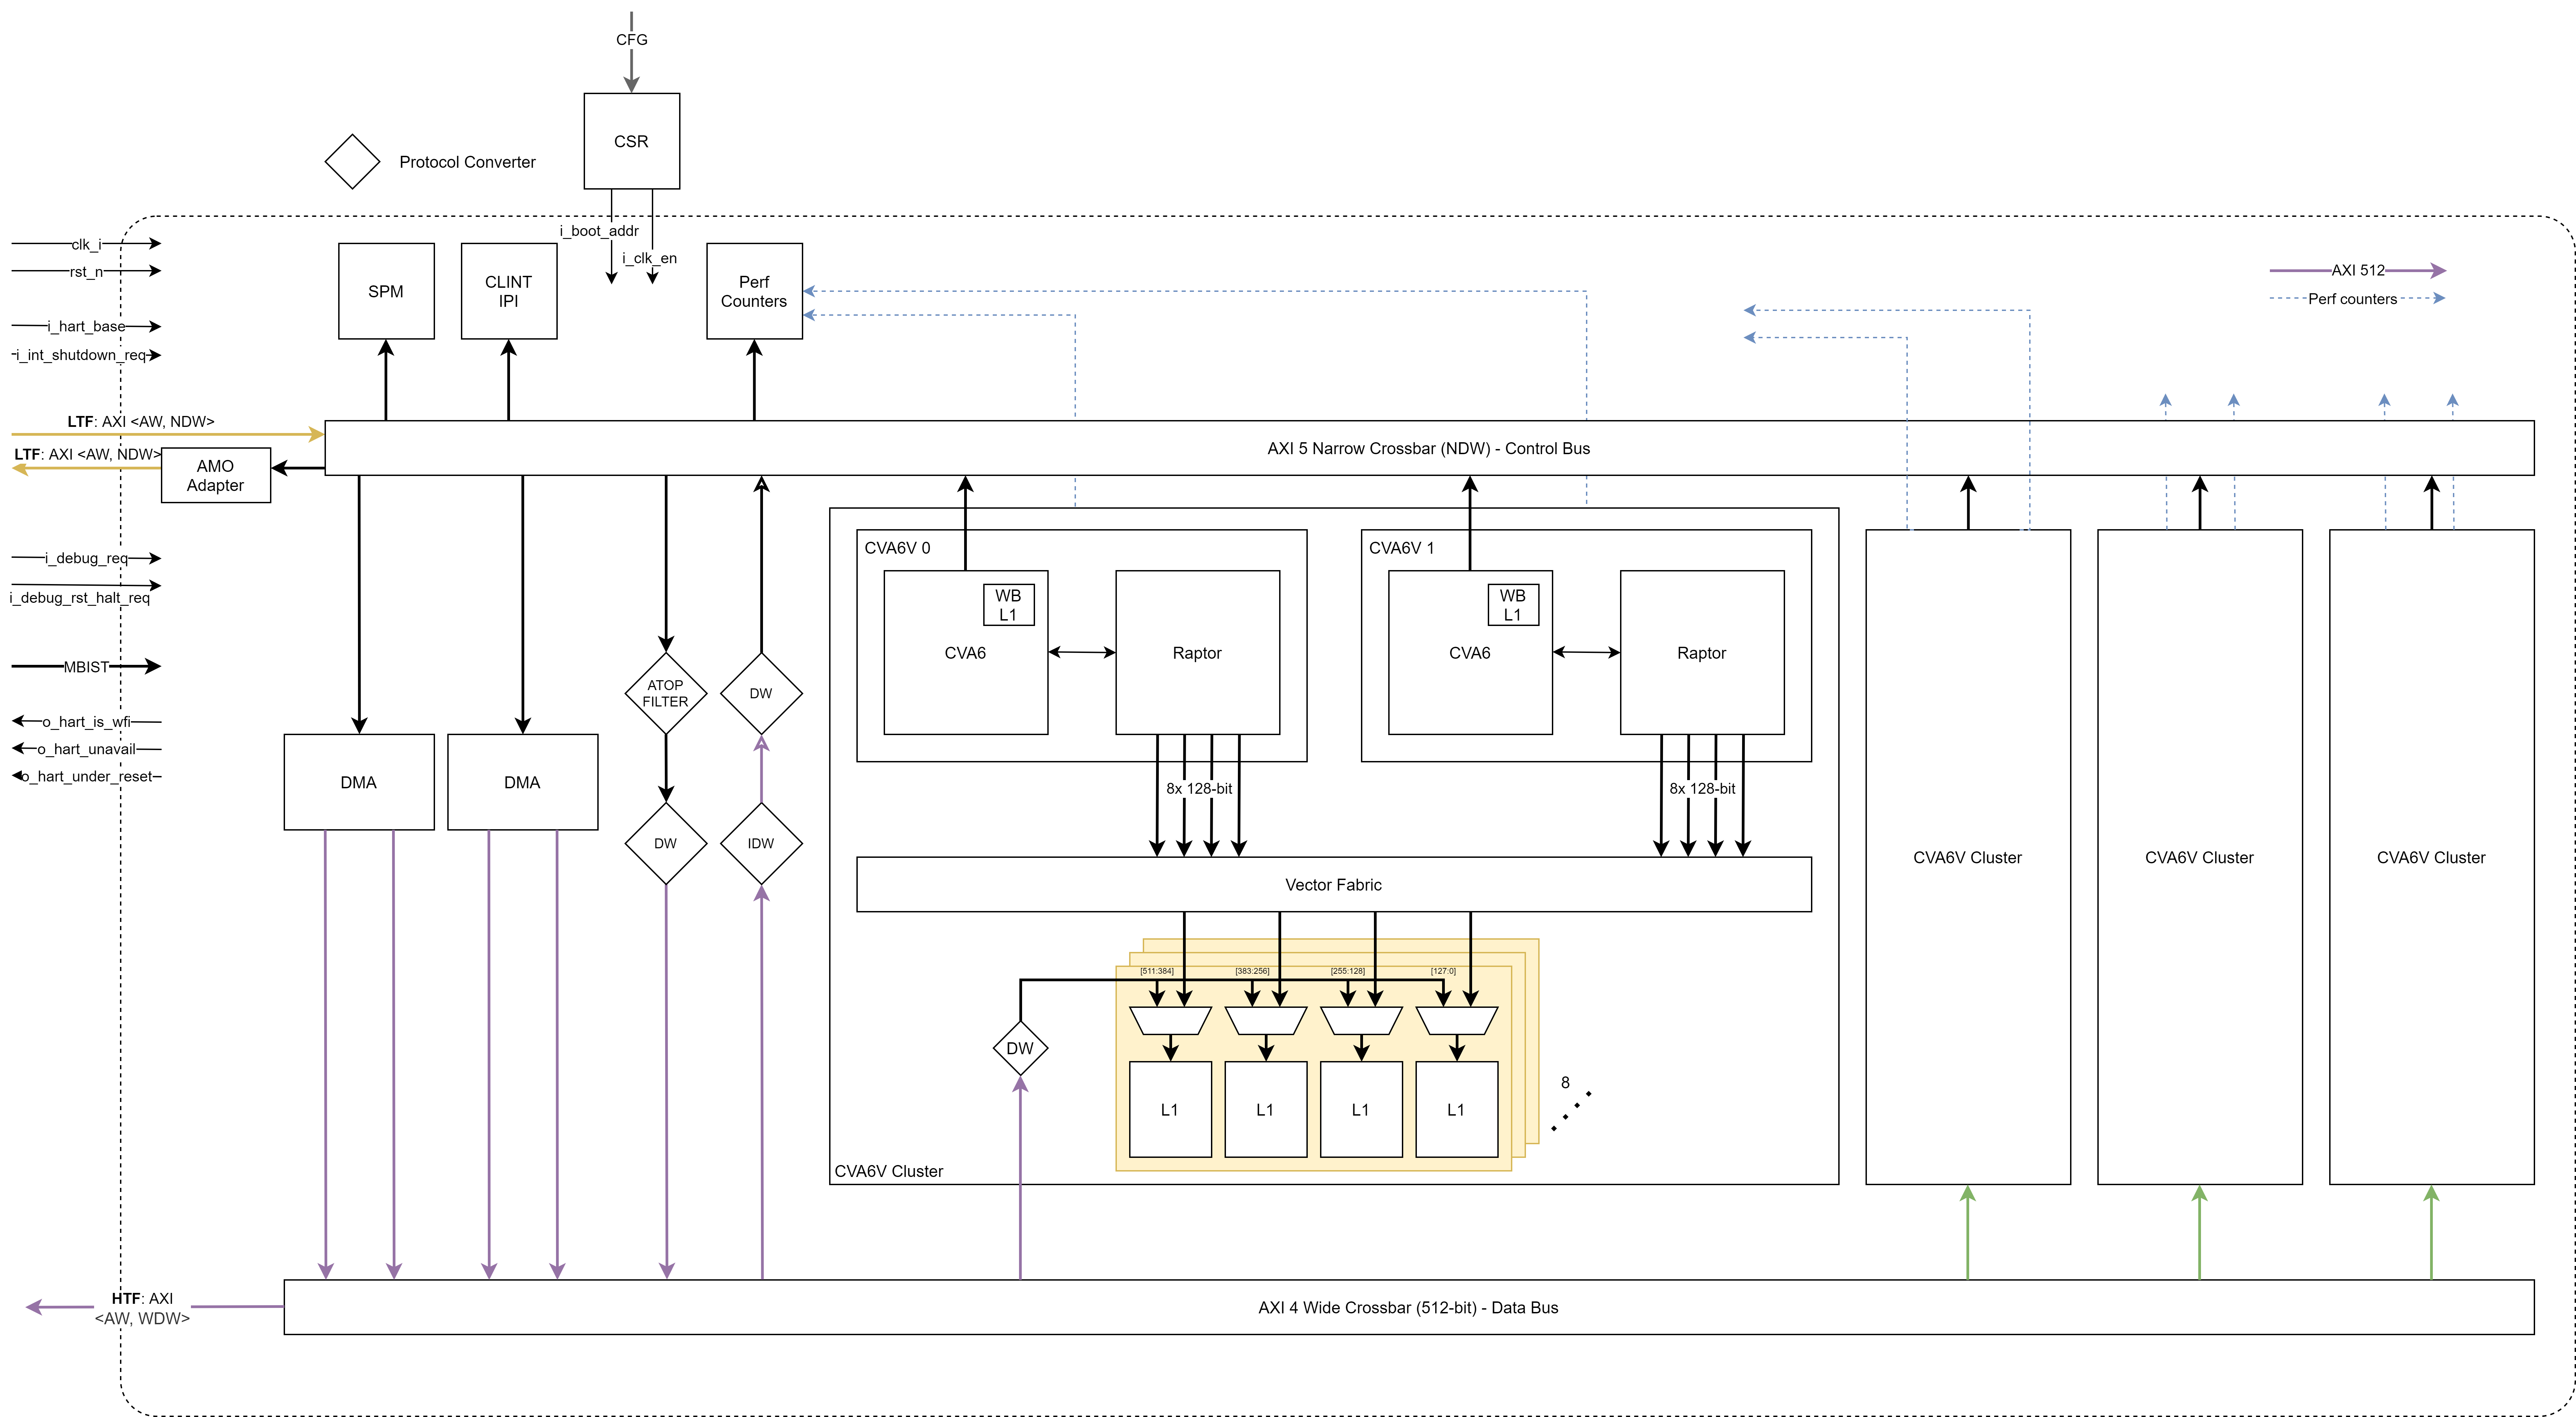 CFG
CSR
Protocol Converter
i_boot_addr
i_clk_en
clk_i
rst_n
i_hart_base
i_int_shutdown_req
SPM
CLINT
IPI
Perf
Counters
AXI 512
Perf counters
LTF: AXI <AW, NDW>
LTF: AXI <AW, NDW>
AMO
Adapter
AXI 5 Narrow Crossbar (NDW) - Control Bus
i_debug_req
i_debug_rst_halt_req
MBIST
o_hart_is_wfi
o_hart_unavail
o_hart_under_reset
DMA
DMA
ATOP
FILTER
DW
DW
IDW
CVA6V 0
WB
L1
CVA6
Raptor
CVA6V 1
WB
L1
CVA6
Raptor
8x 128-bit
8x 128-bit
Vector Fabric
[511:384]
[383:256]
[255:128]
[127:0]
DW
L1
L1
L1
L1
8
CVA6V Cluster
CVA6V Cluster
CVA6V Cluster
CVA6V Cluster
HTF: AXI
<AW, WDW>
AXI 4 Wide Crossbar (512-bit) - Data Bus